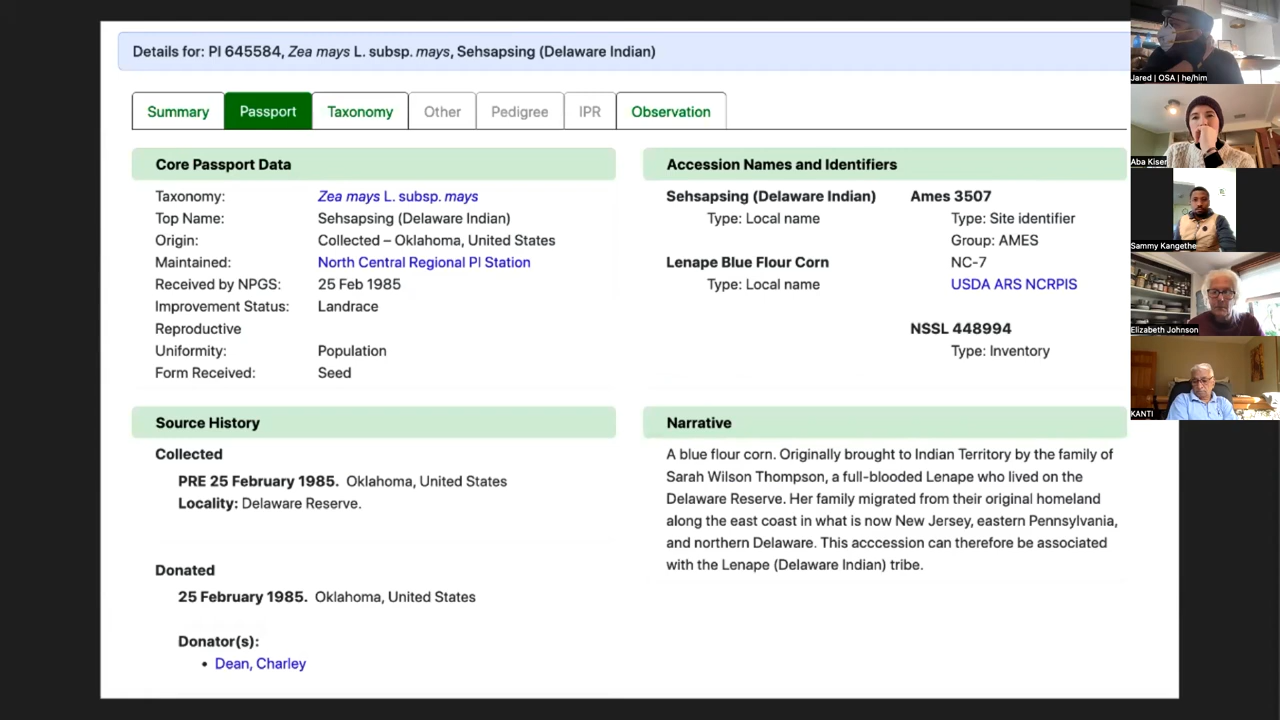 Details for: PI 645584, Zea mays L. subsp. mays, Sehsapsing (Delaware Indian)
Summary
Passport
Taxonomy
Other
Pedigree
IPR
Observation
Core Passport Data
Taxonomy: Zea mays L. subsp. mays
Top Name: Sehsapsing (Delaware Indian)
Origin: Collected – Oklahoma, United States
Maintained: North Central Regional PI Station
Received by NPGS: 25 Feb 1985
Improvement Status: Landrace
Reproductive
Uniformity: Population
Form Received: Seed
Accession Names and Identifiers
Sehsapsing (Delaware Indian)
Type: Local name
Lenape Blue Flour Corn
Type: Local name
Ames 3507
Type: Site identifier
Group: AMES
NC-7
USDA ARS NCRPIS
NSSL 448994
Type: Inventory
Source History
Collected
PRE 25 February 1985. Oklahoma, United States
Locality: Delaware Reserve.
Donated
25 February 1985. Oklahoma, United States
Donator(s):
• Dean, Charley
Narrative
A blue flour corn. Originally brought to Indian Territory by the family of
Sarah Wilson Thompson, a full-blooded Lenape who lived on the
Delaware Reserve. Her family migrated from their original homeland
along the east coast in what is now New Jersey, eastern Pennsylvania,
and northern Delaware. This acccession can therefore be associated
with the Lenape (Delaware Indian) tribe.
Jared | OSA | he/him
Aba Kiser
Sammy Kangethe
Elizabeth Johnson
KANTI